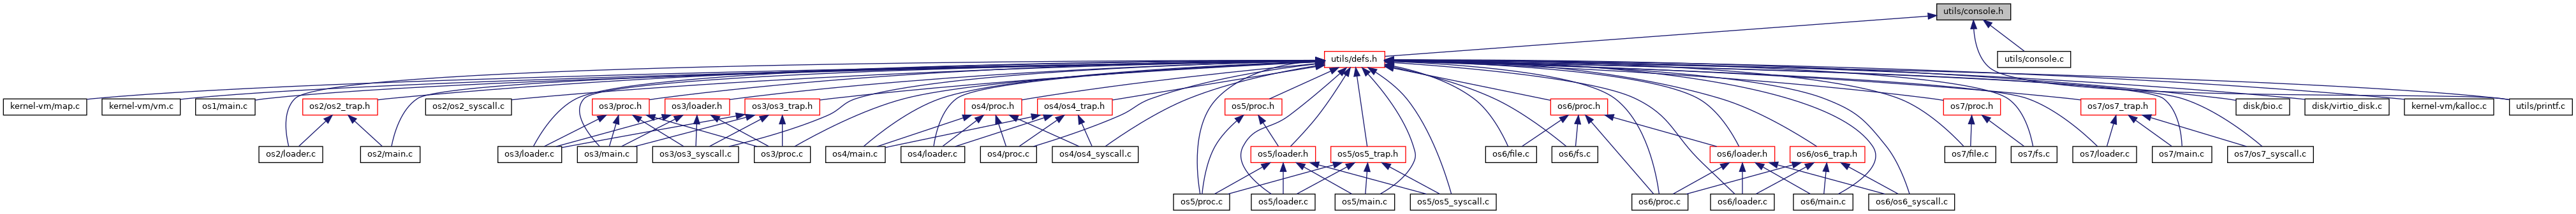 utils/console.h
utils/defs.h
utils/console.c
kernel-vm/map.c
kernel-vm/vm.c
os1/main.c
os2/os2_trap.h
os2/os2_syscall.c
os3/proc.h
os3/loader.h
os3/os3_trap.h
os4/proc.h
os4/os4_trap.h
os5/proc.h
os6/proc.h
os7/proc.h
os7/os7_trap.h
disk/bio.c
disk/virtio_disk.c
kernel-vm/kalloc.c
utils/printf.c
os2/loader.c
os2/main.c
os3/loader.c
os3/main.c
os3/os3_syscall.c
os3/proc.c
os4/main.c
os4/loader.c
os4/proc.c
os4/os4_syscall.c
os5/loader.h
os5/os5_trap.h
os6/file.c
os6/fs.c
os6/loader.h
os6/os6_trap.h
os7/file.c
os7/fs.c
os7/loader.c
os7/main.c
os7/os7_syscall.c
os5/proc.c
os5/loader.c
os5/main.c
os5/os5_syscall.c
os6/proc.c
os6/loader.c
os6/main.c
os6/os6_syscall.c